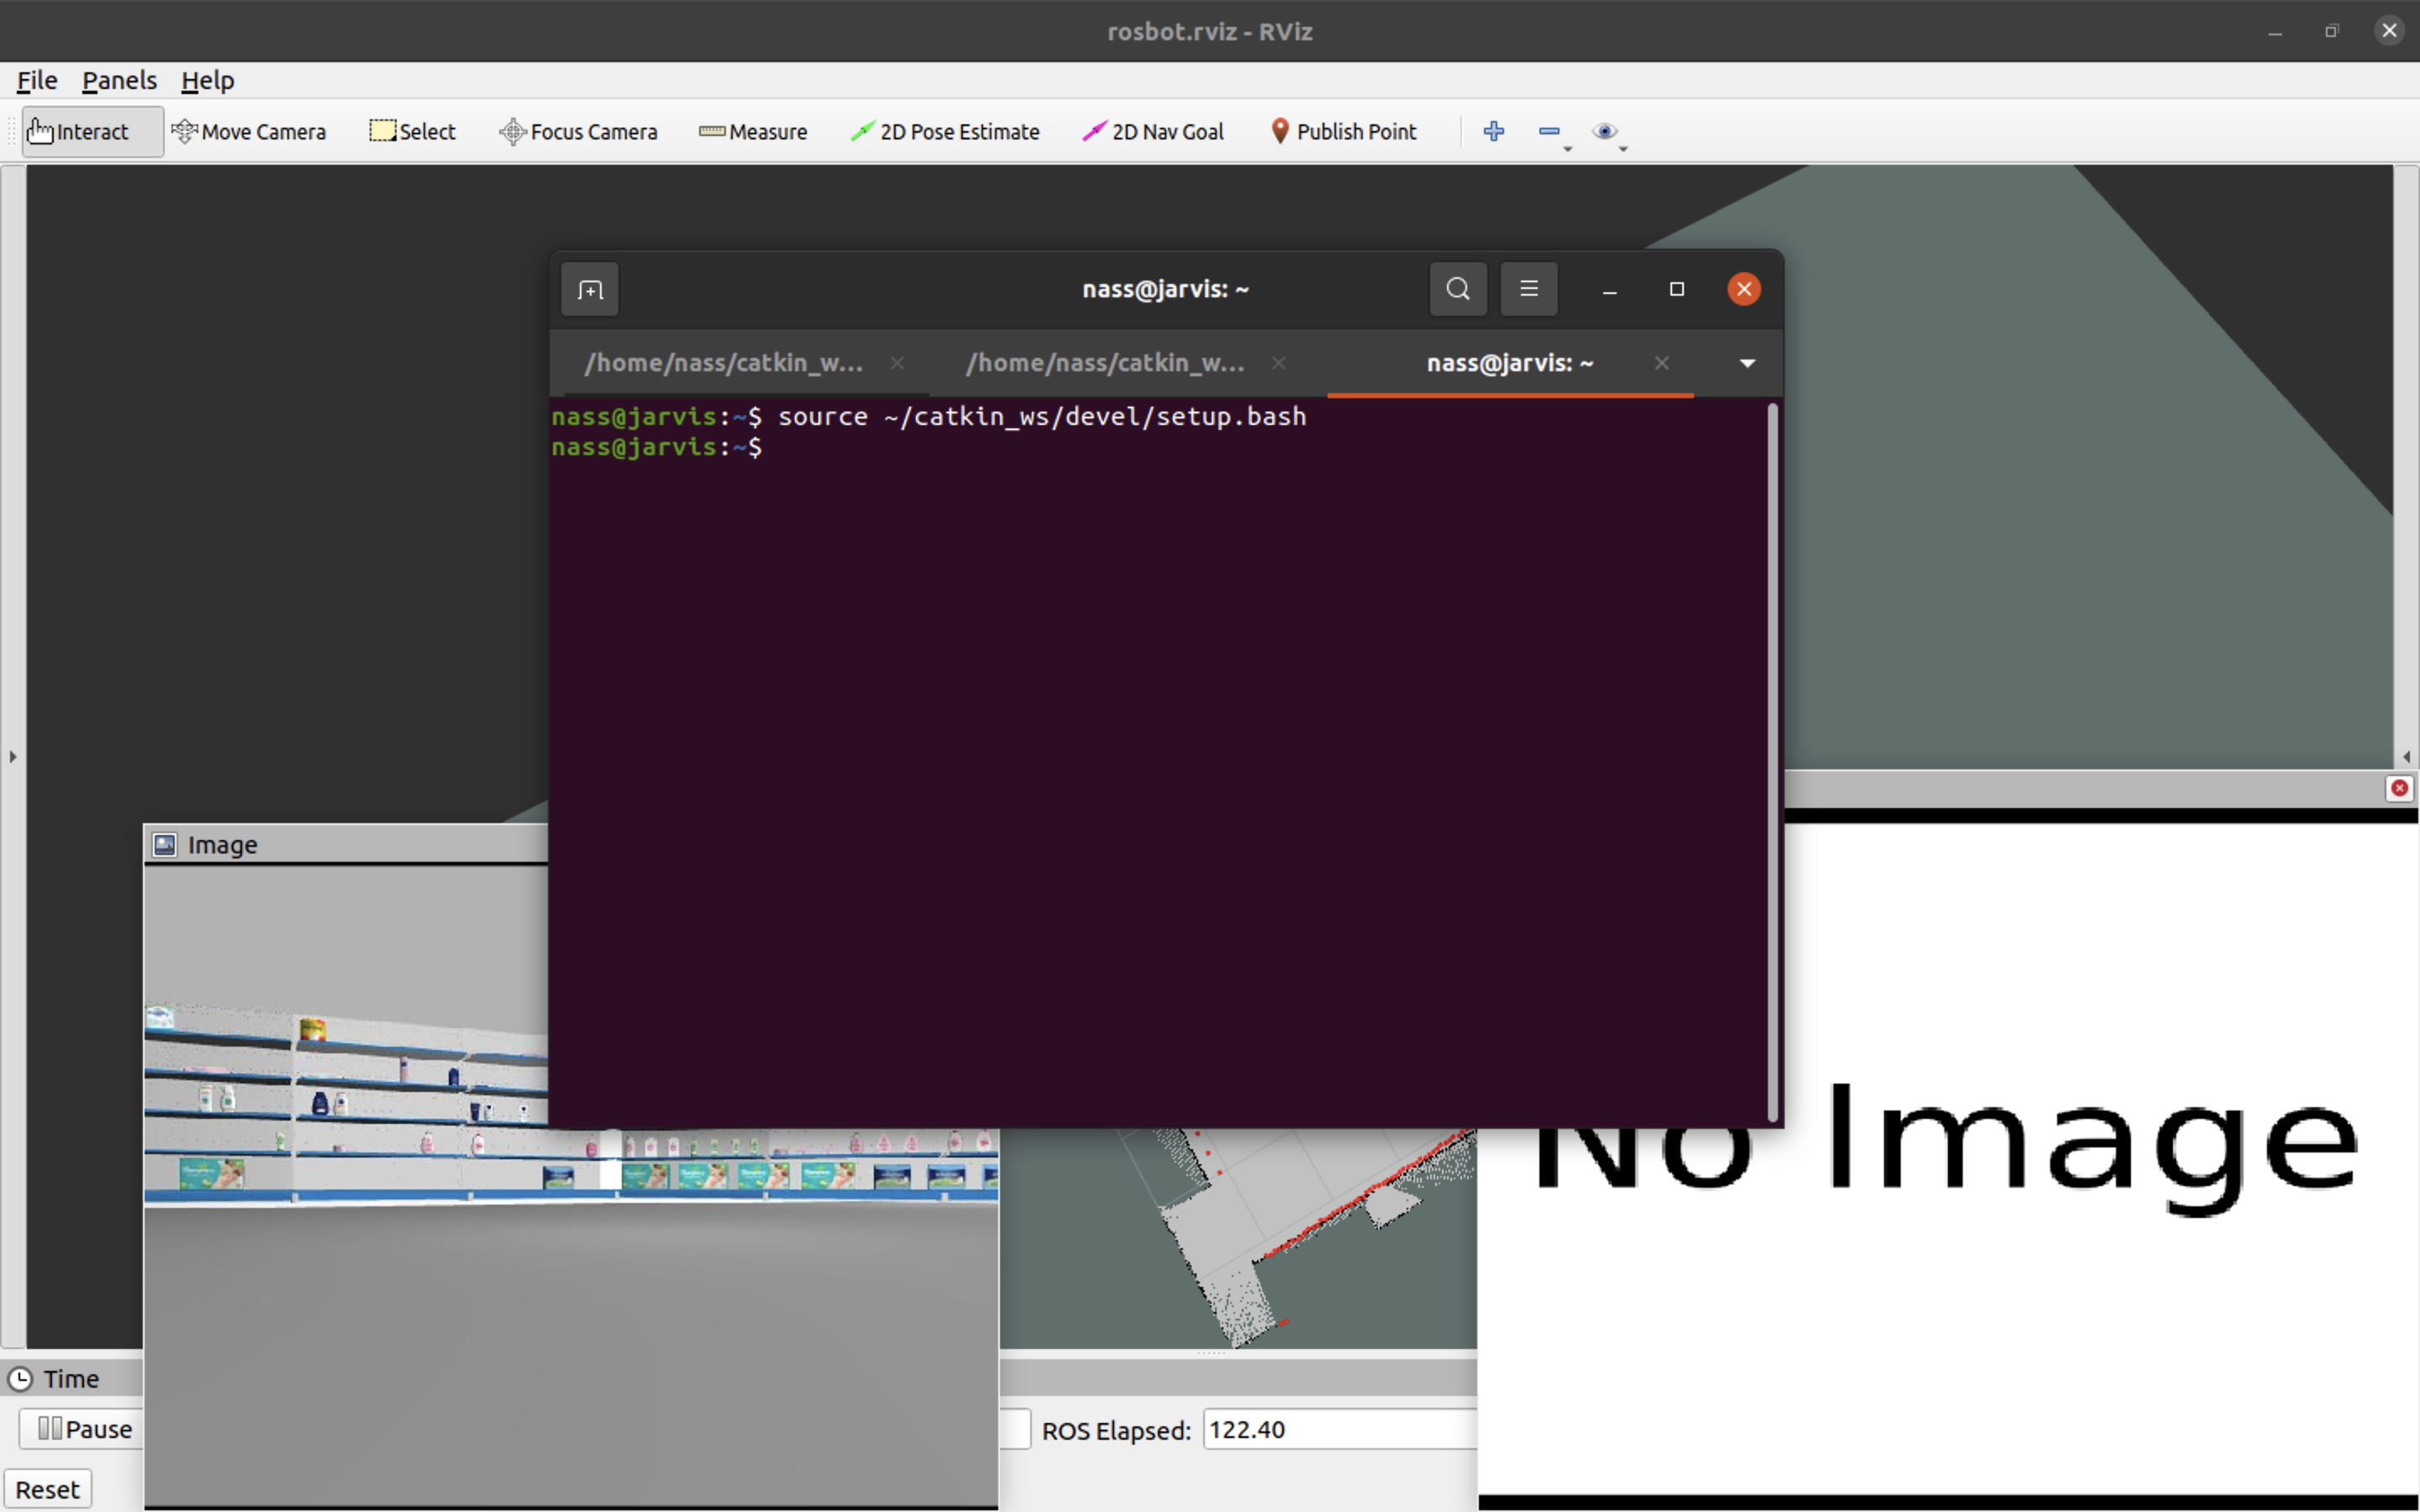 rosbot.rviz - RViz
File Panels Help
Interact Move Camera Select Focus Camera Measure 2D Pose Estimate 2D Nav Goal Publish Point
nass@jarvis: ~
/home/nass/catkin_w... /home/nass/catkin_w... nass@jarvis: ~
nass@jarvis:~$ source ~/catkin_ws/devel/setup.bash
nass@jarvis:~$
Image
No Image
Time
Pause ROS Elapsed: 122.40
Reset